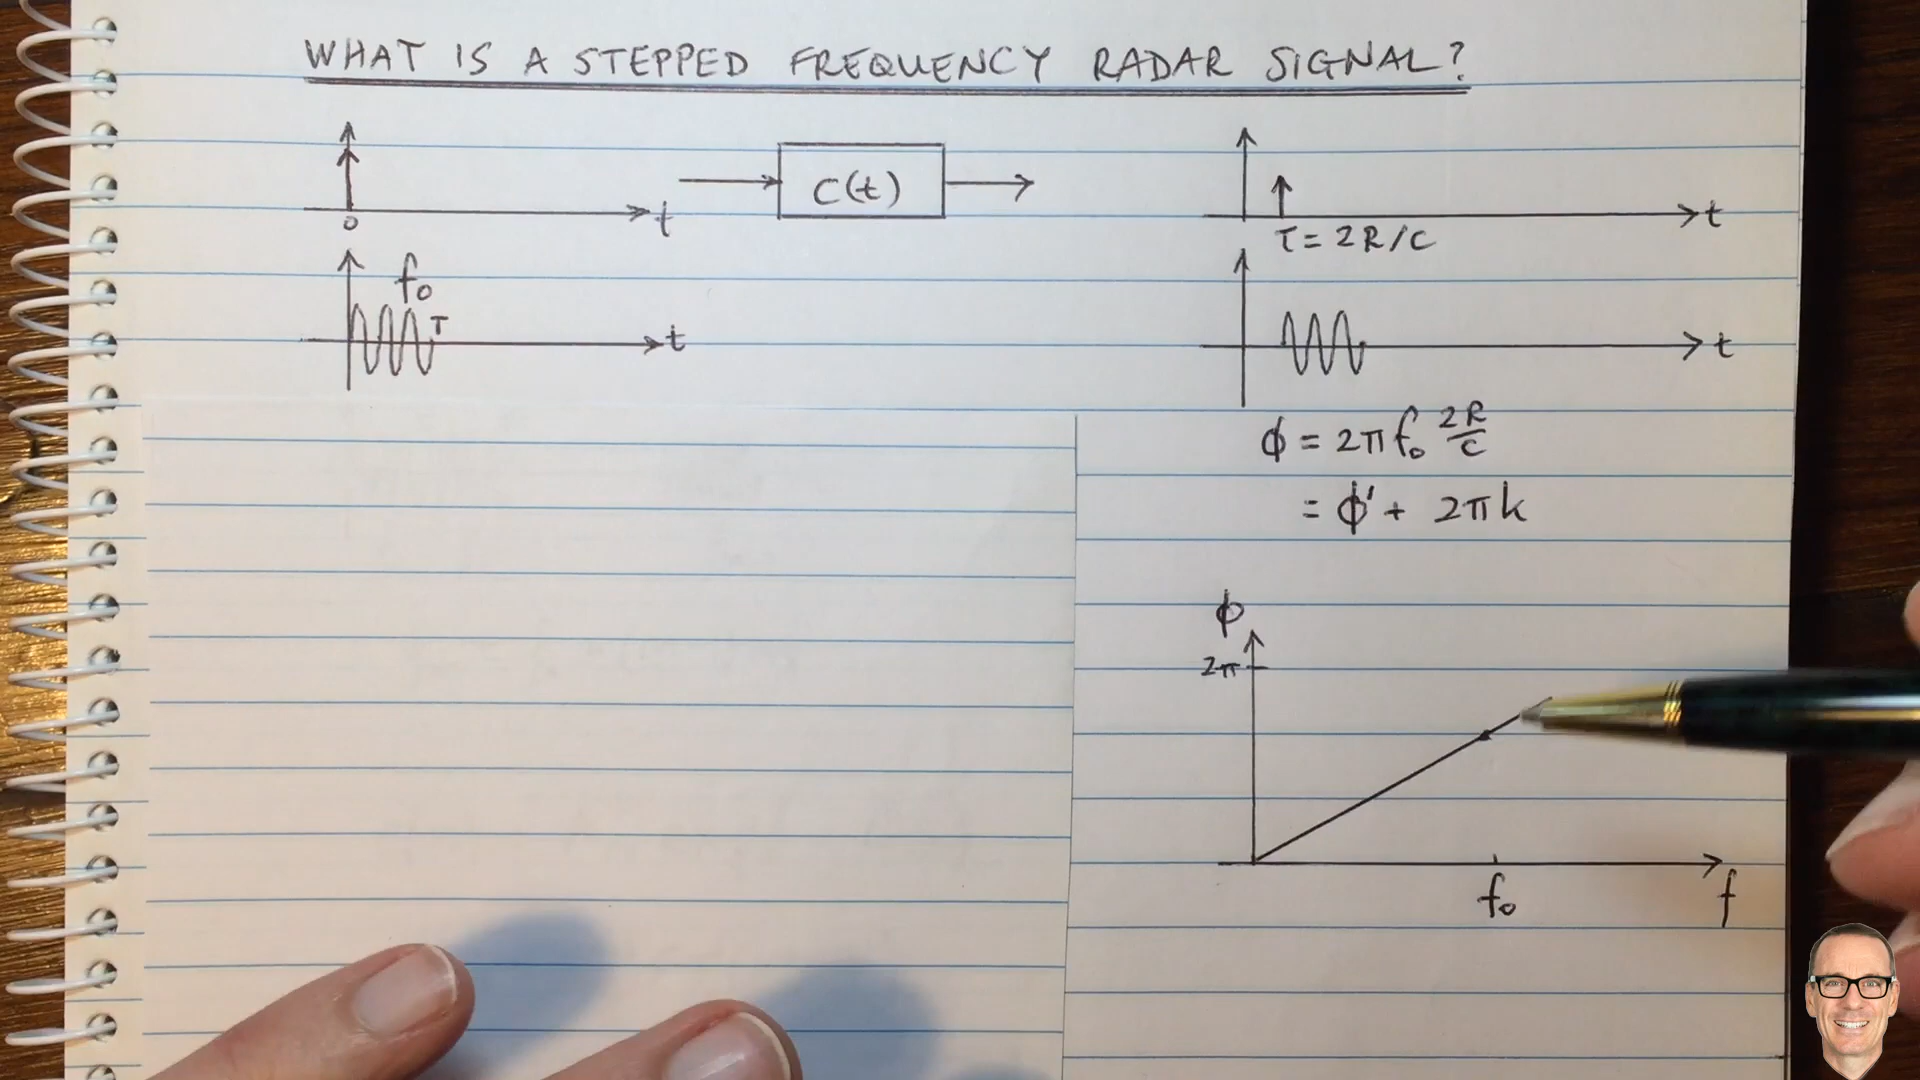 WHAT IS A STEPPED FREQUENCY RADAR SIGNAL?
0
t
C(t)
t
τ = 2R/C
f₀
T
t
t
ϕ = 2π f₀ 2R/C
= ϕ' + 2πk
ϕ
2π
f₀
f